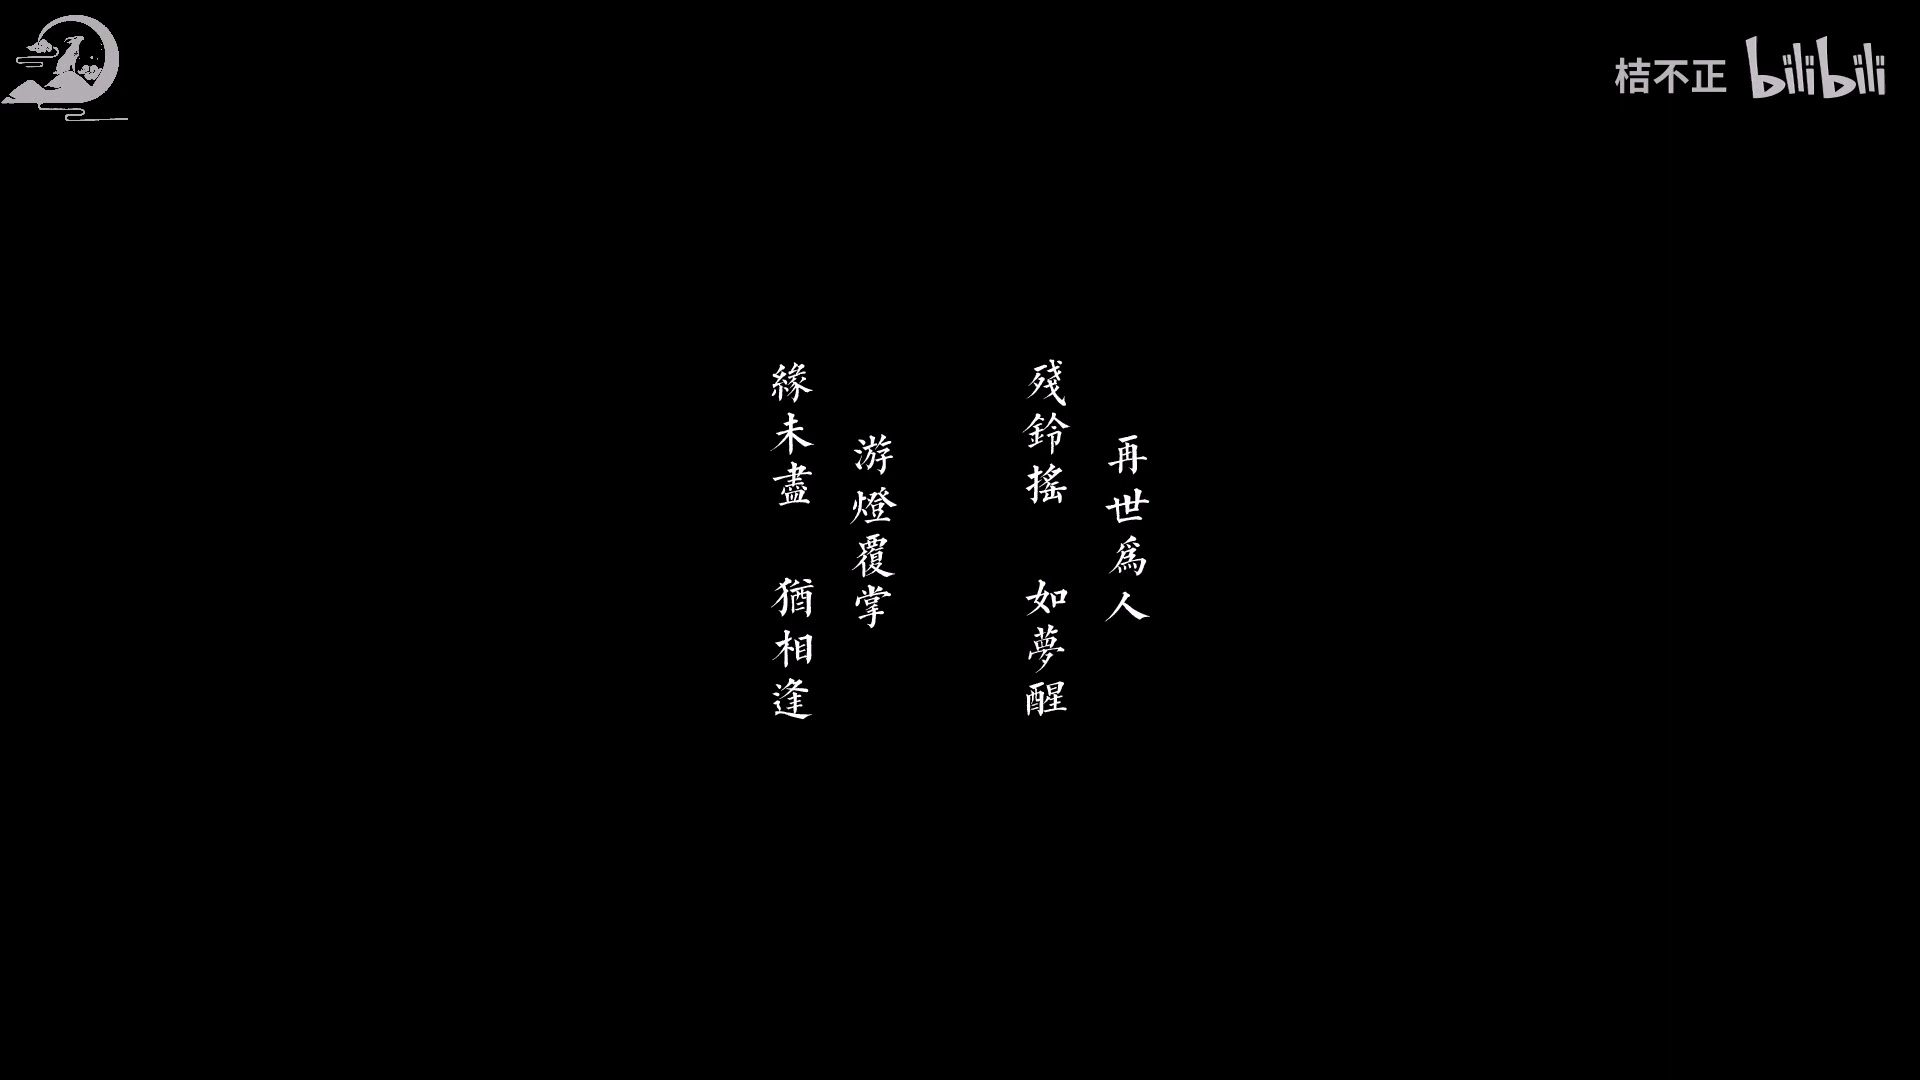 桔不正 bilibili
再世爲人
殘鈴搖 如夢醒
游燈覆掌
緣未盡 猶相逢